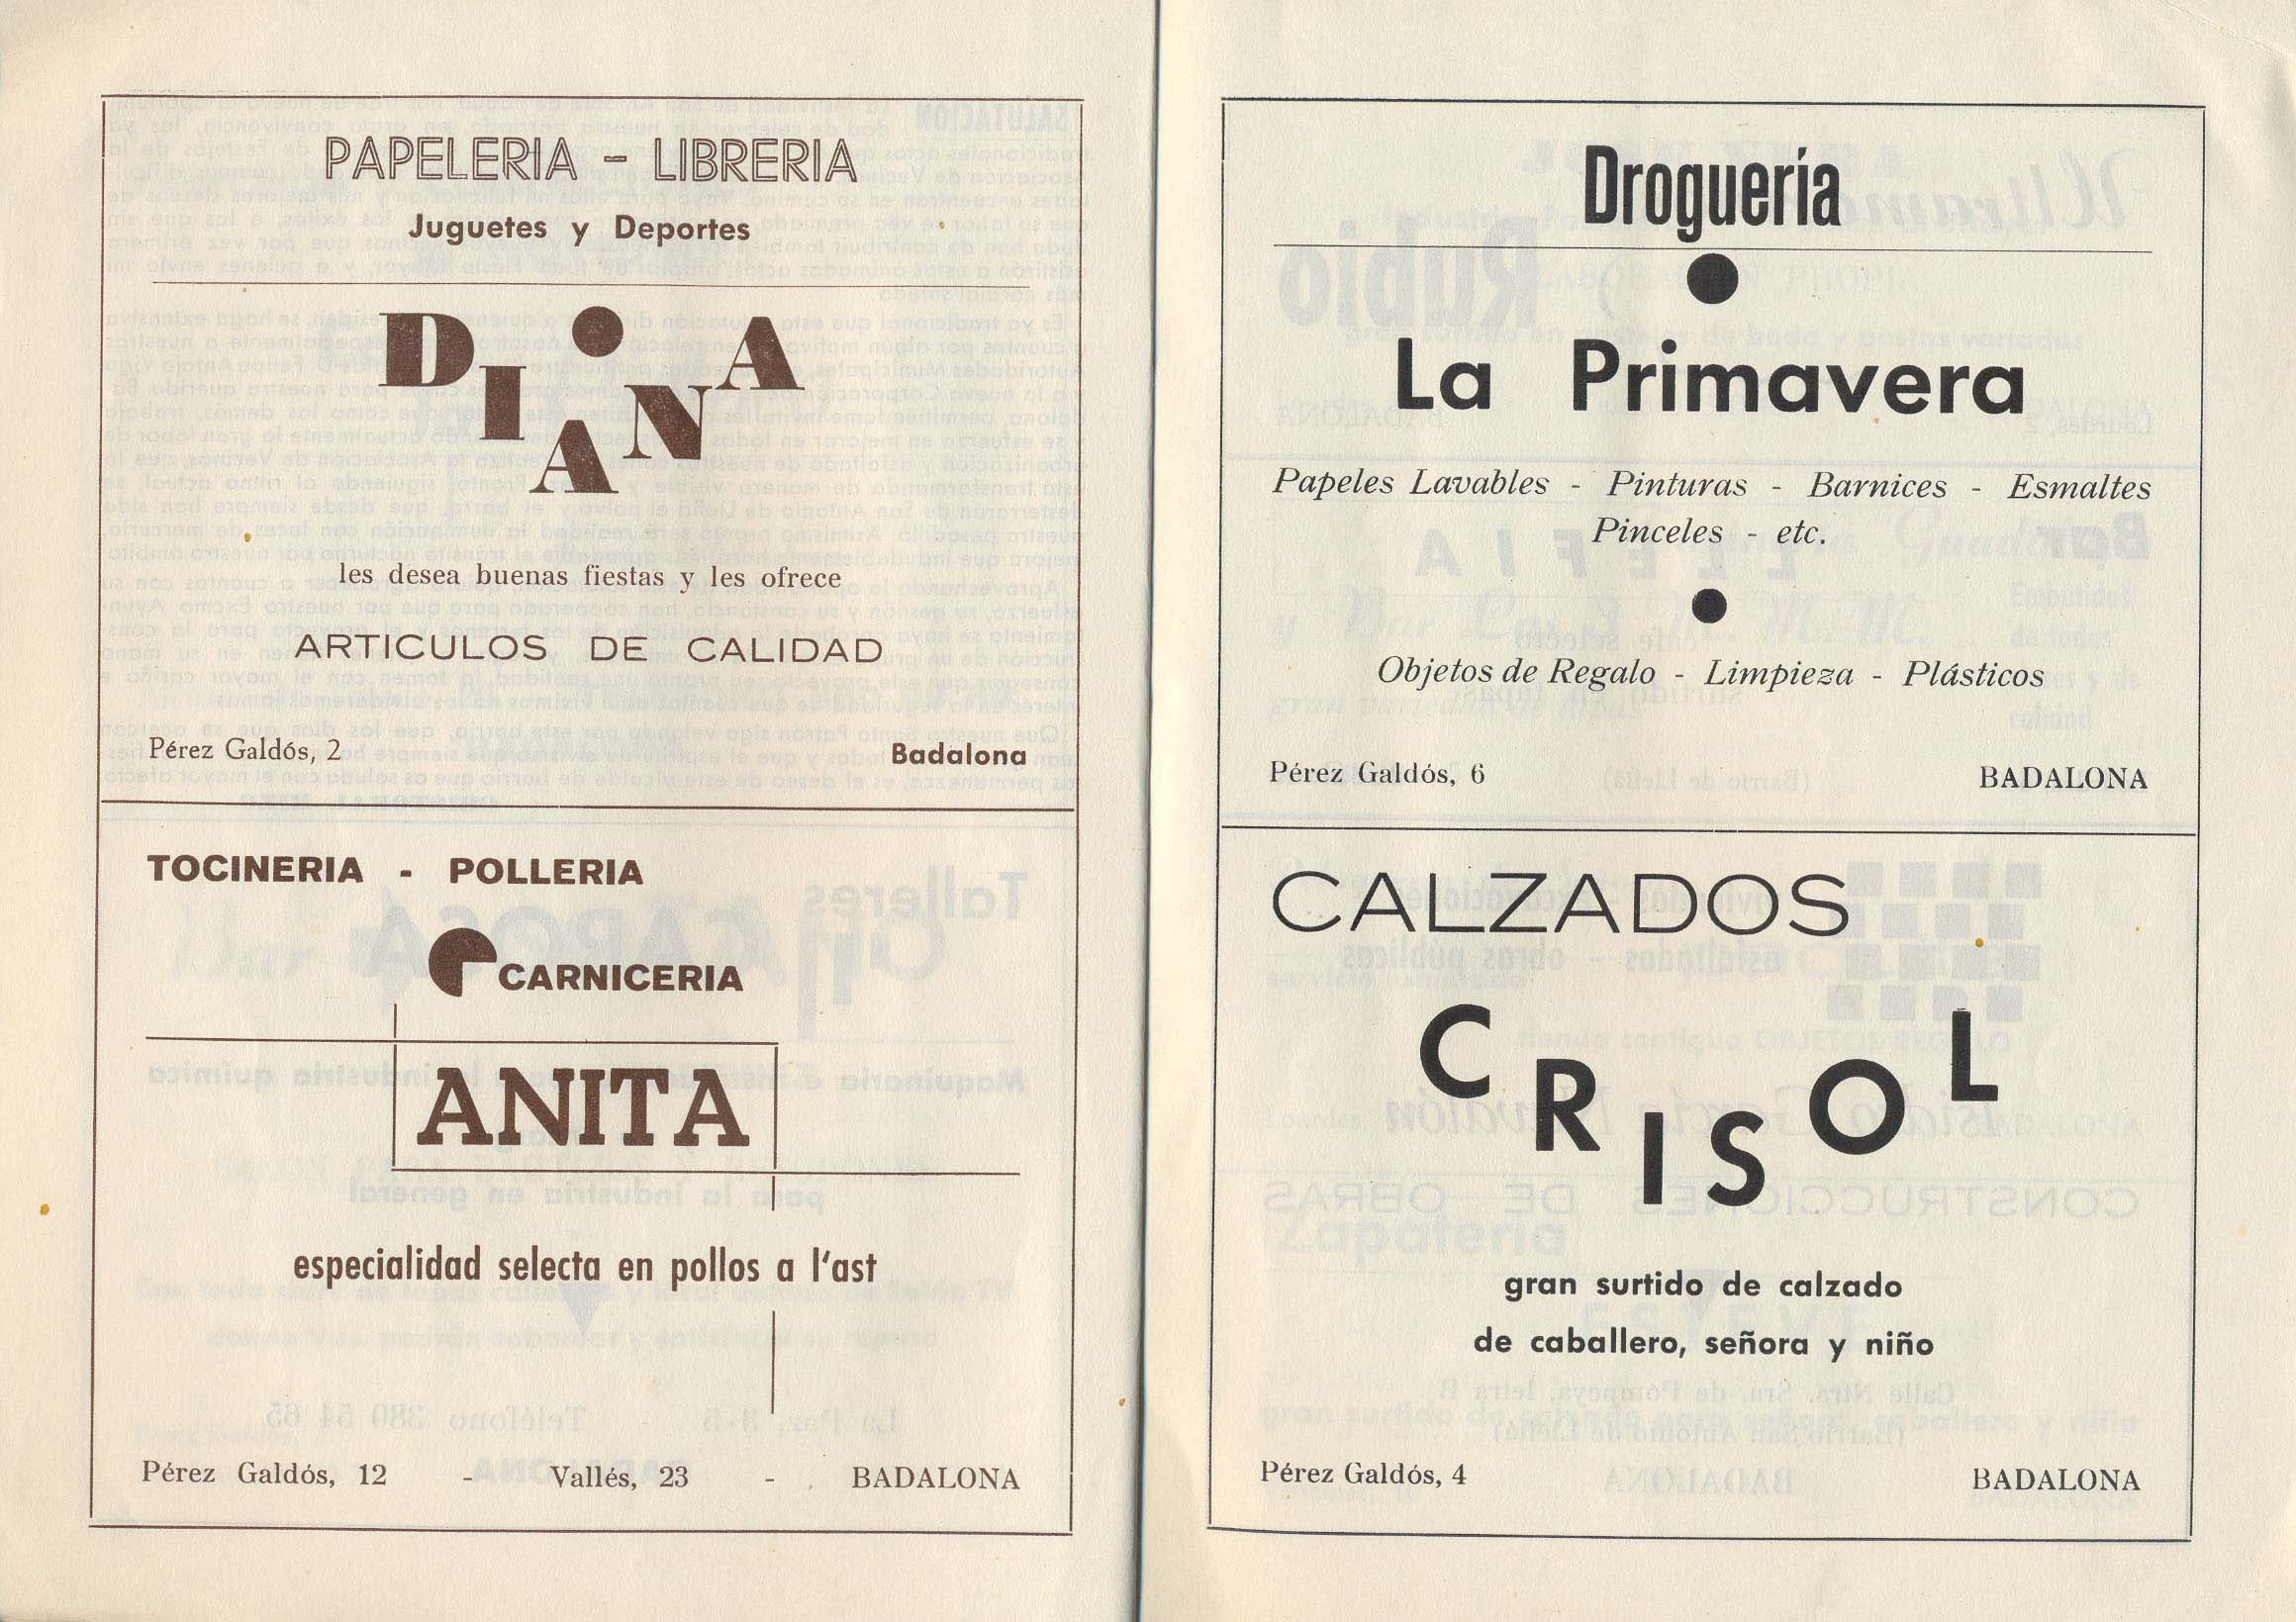 PAPELERIA - LIBRERIA
Juguetes y Deportes
DIANA
les desea buenas fiestas y les ofrece
ARTICULOS DE CALIDAD
Pérez Galdós, 2 Badalona
TOCINERIA - POLLERIA
CARNICERIA
ANITA
especialidad selecta en pollos a l'ast
Pérez Galdós, 12 - Vallés, 23 - BADALONA
Droguería
La Primavera
Papeles Lavables - Pinturas - Barnices - Esmaltes
Pinceles - etc.
Objetos de Regalo - Limpieza - Plásticos
Pérez Galdós, 6 BADALONA
CALZADOS
CRISOL
gran surtido de calzado
de caballero, señora y niño
Pérez Galdós, 4 BADALONA